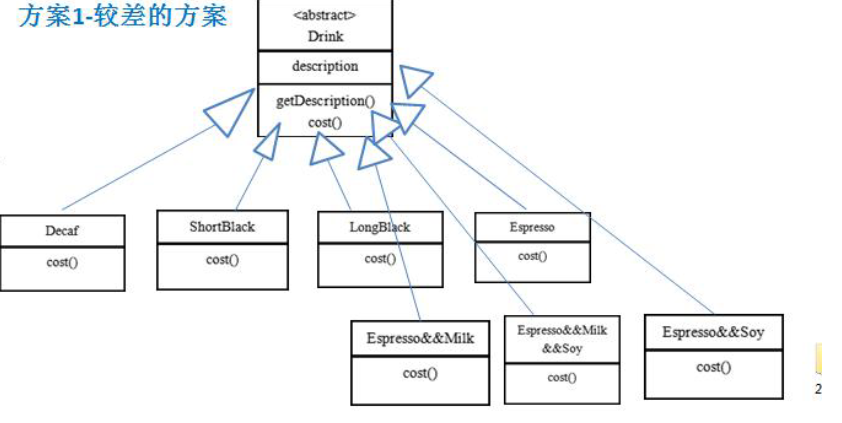 方案1-较差的方案
<abstract>
Drink
description
getDescription()
cost()
Decaf
cost()
ShortBlack
cost()
LongBlack
cost()
Espresso
cost()
Espresso&&Milk
cost()
Espresso&&Milk
&&Soy
cost()
Espresso&&Soy
cost()
2